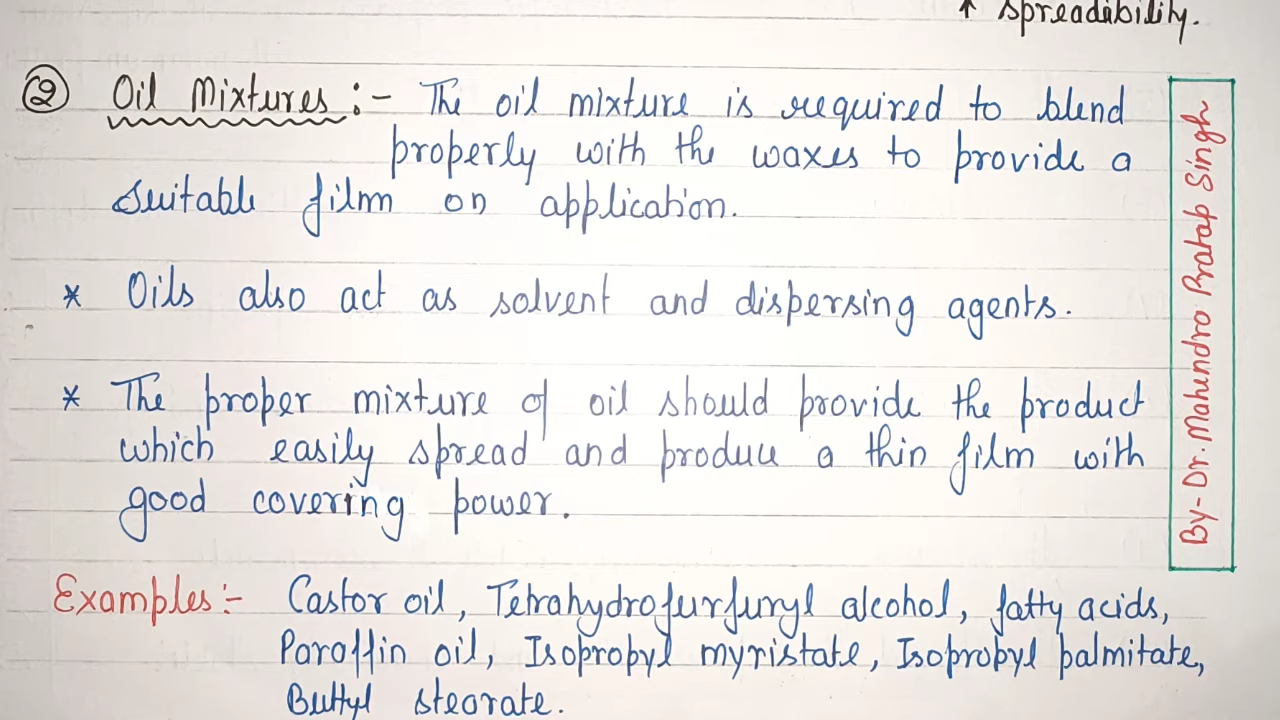 ↑ spreadability.
② Oil Mixtures :- The oil mixture is required to blend
properly with the waxes to provide a
suitable film on application.
* Oils also act as solvent and dispersing agents.
* The proper mixture of oil should provide the product
which easily spread and produce a thin film with
good covering power.
Examples:- Castor oil, Tetrahydrofurfuryl alcohol, fatty acids,
Paraffin oil, Isopropyl myristate, Isopropyl palmitate,
Buttyl stearate.
By- Dr. Mahendra Pratap Singh